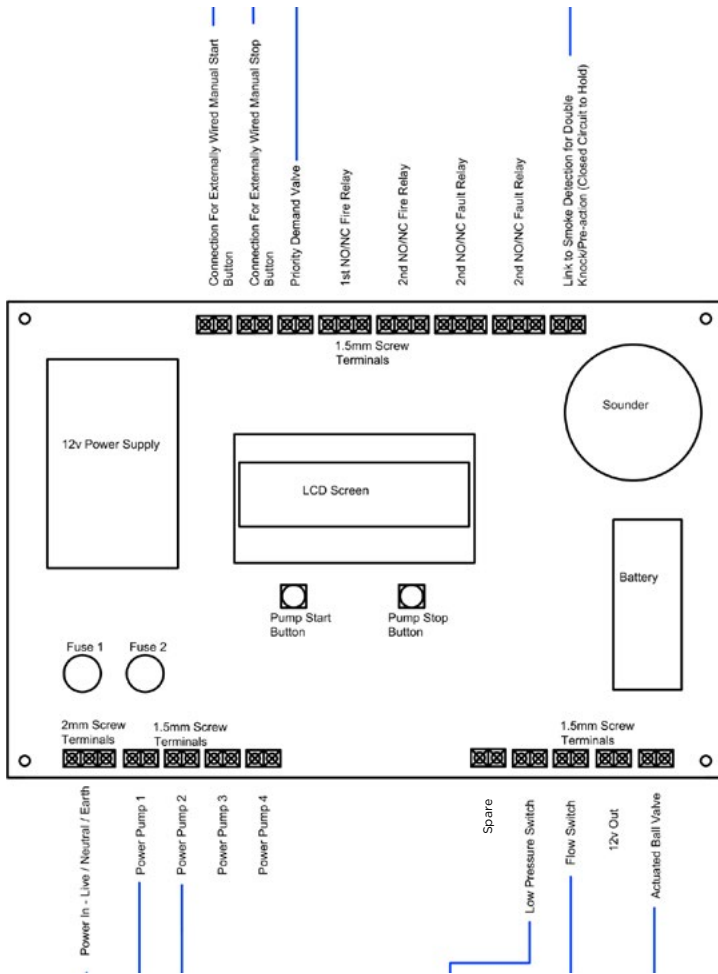 Connection For Externally Wired Manual Start
Button
Connection For Externally Wired Manual Stop
Button
Priority Demand Valve
1st NO/NC Fire Relay
2nd NO/NC Fire Relay
2nd NO/NC Fault Relay
2nd NO/NC Fault Relay
Link to Smoke Detection for Double
Knock/Pre-action (Closed Circuit to Hold)
1.5mm Screw
Terminals
12v Power Supply
Sounder
LCD Screen
Battery
Pump Start
Button
Pump Stop
Button
Fuse 1
Fuse 2
2mm Screw
Terminals
1.5mm Screw
Terminals
1.5mm Screw
Terminals
Power In - Live / Neutral / Earth
Power Pump 1
Power Pump 2
Power Pump 3
Power Pump 4
Spare
Low Pressure Switch
Flow Switch
12v Out
Actuated Ball Valve